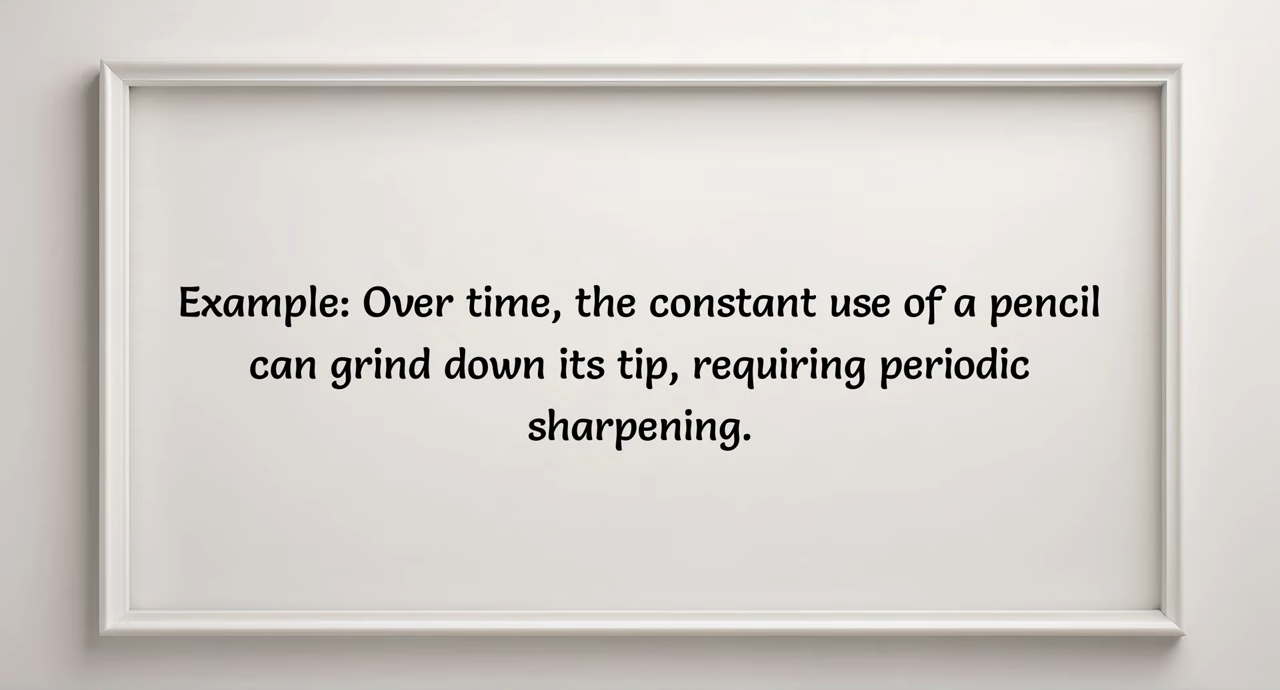 Example: Over time, the constant use of a pencil
can grind down its tip, requiring periodic
sharpening.